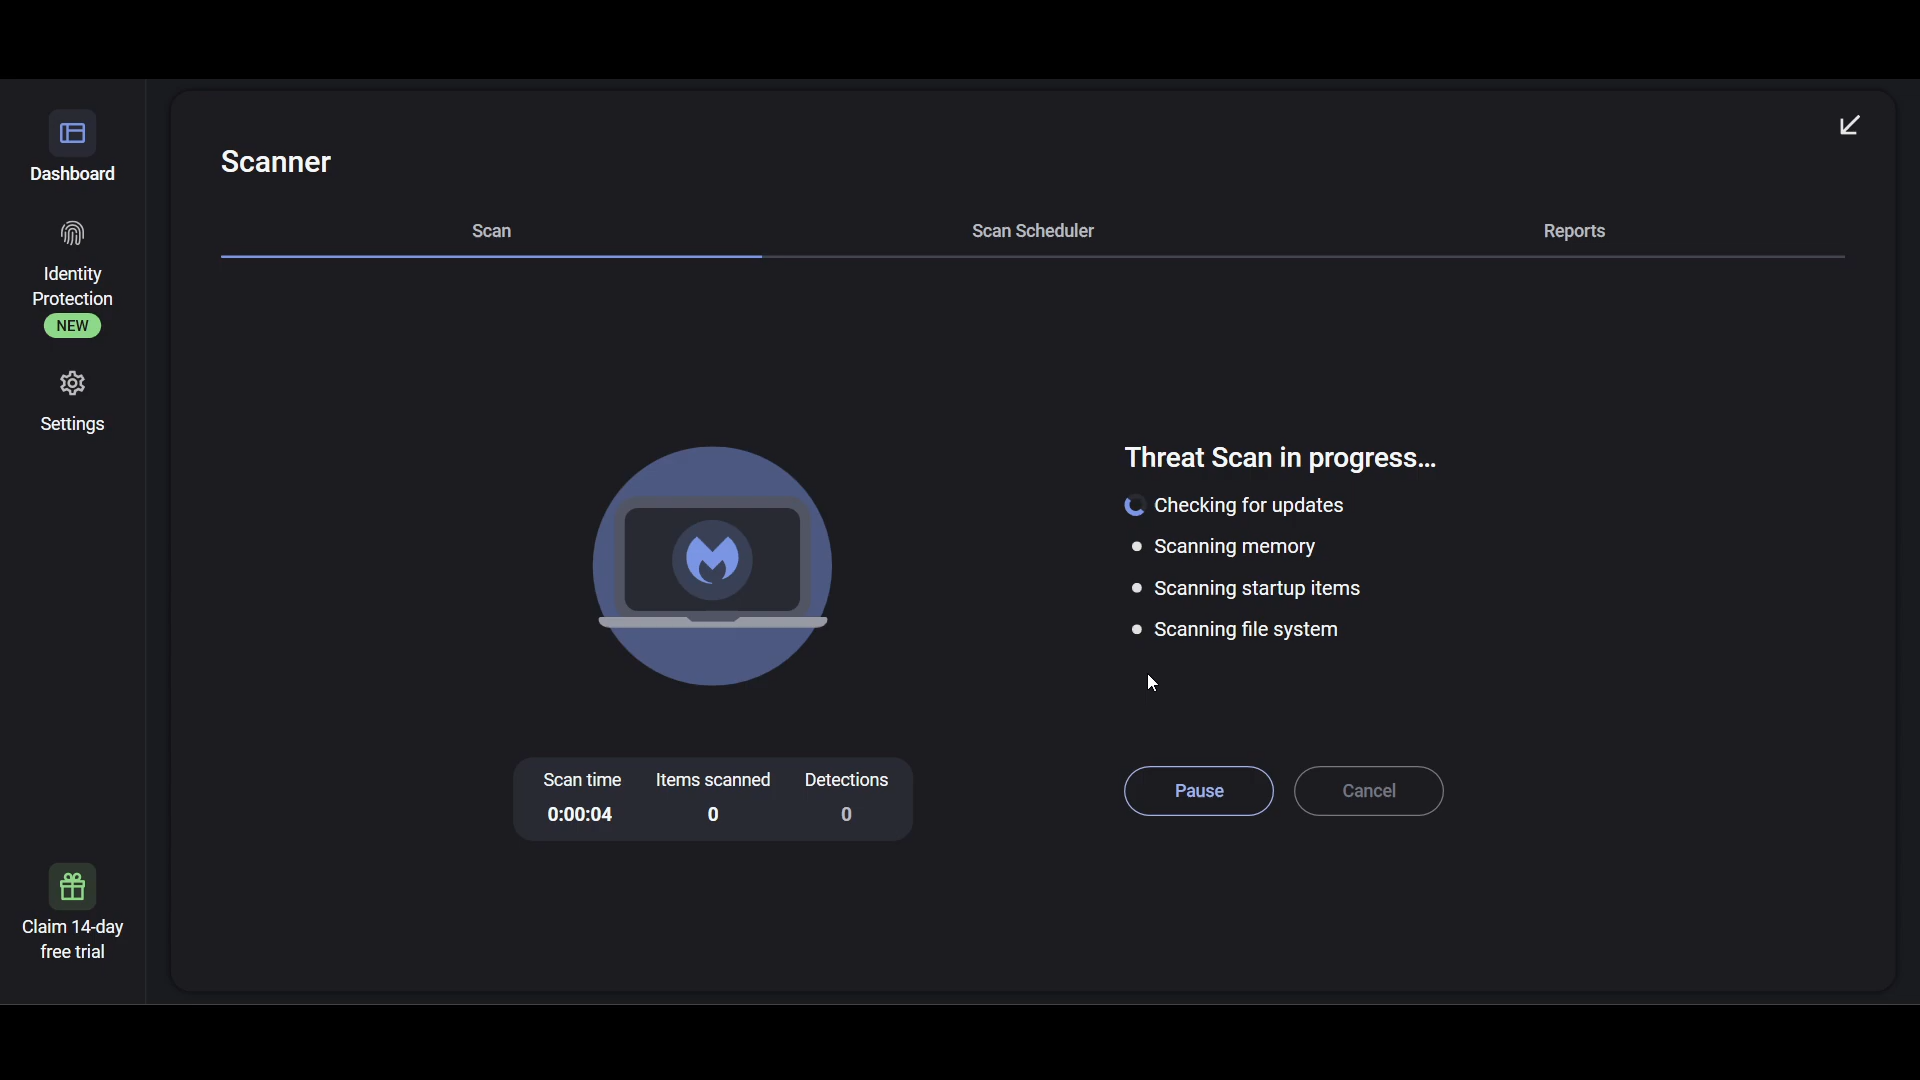 Dashboard
Identity
Protection
NEW
Settings
Claim 14-day
free trial
Scanner
Scan
Scan Scheduler
Reports
Threat Scan in progress...
Checking for updates
Scanning memory
Scanning startup items
Scanning file system
Scan time
Items scanned
Detections
0:00:04
0
0
Pause
Cancel